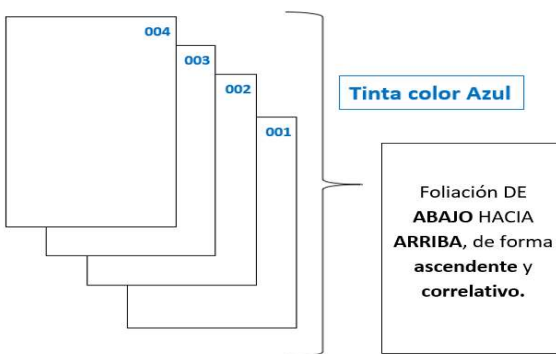 004
003
002
001
Tinta color Azul
Foliación DE
ABAJO HACIA
ARRIBA, de forma
ascendente y
correlativo.